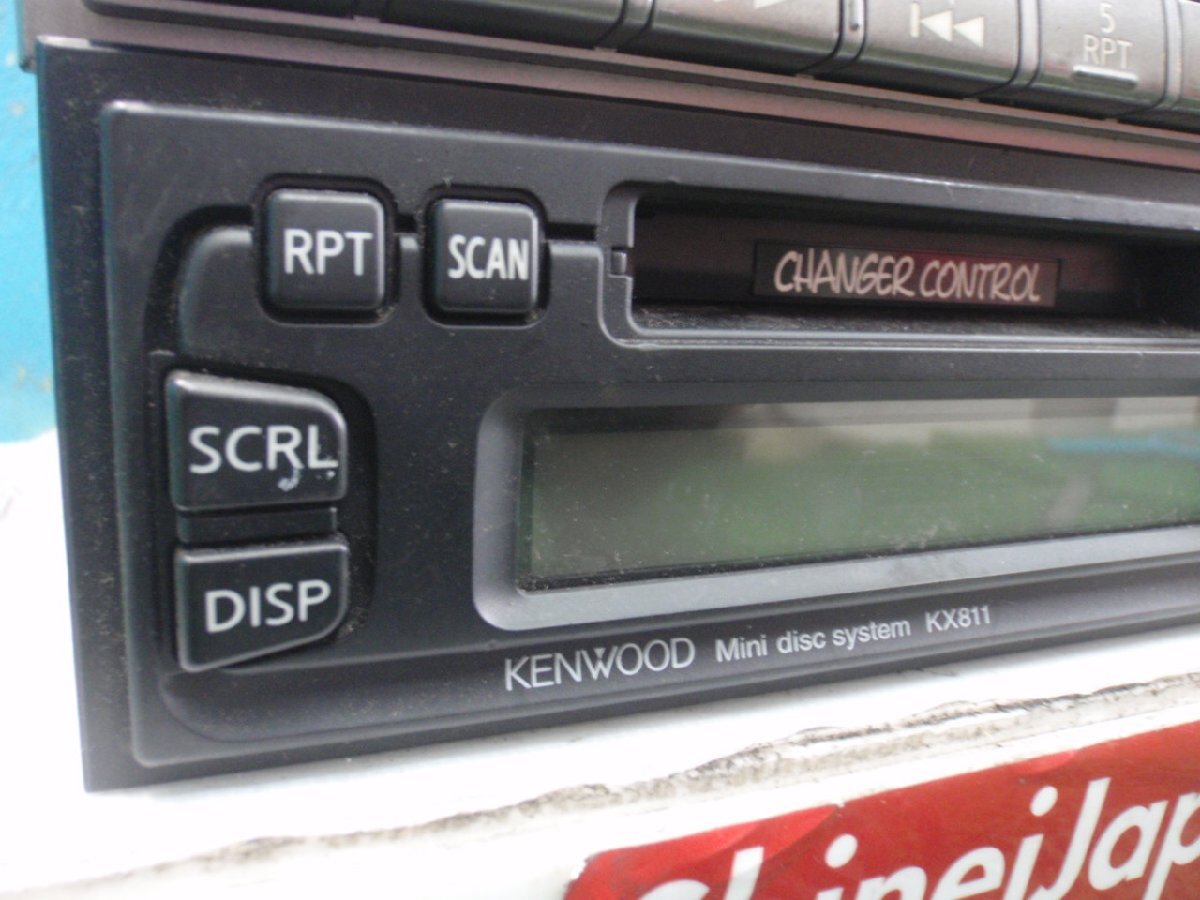 5
RPT
RPT
SCAN
CHANGER CONTROL
SCRL
DISP
KENWOOD Mini disc system KX811